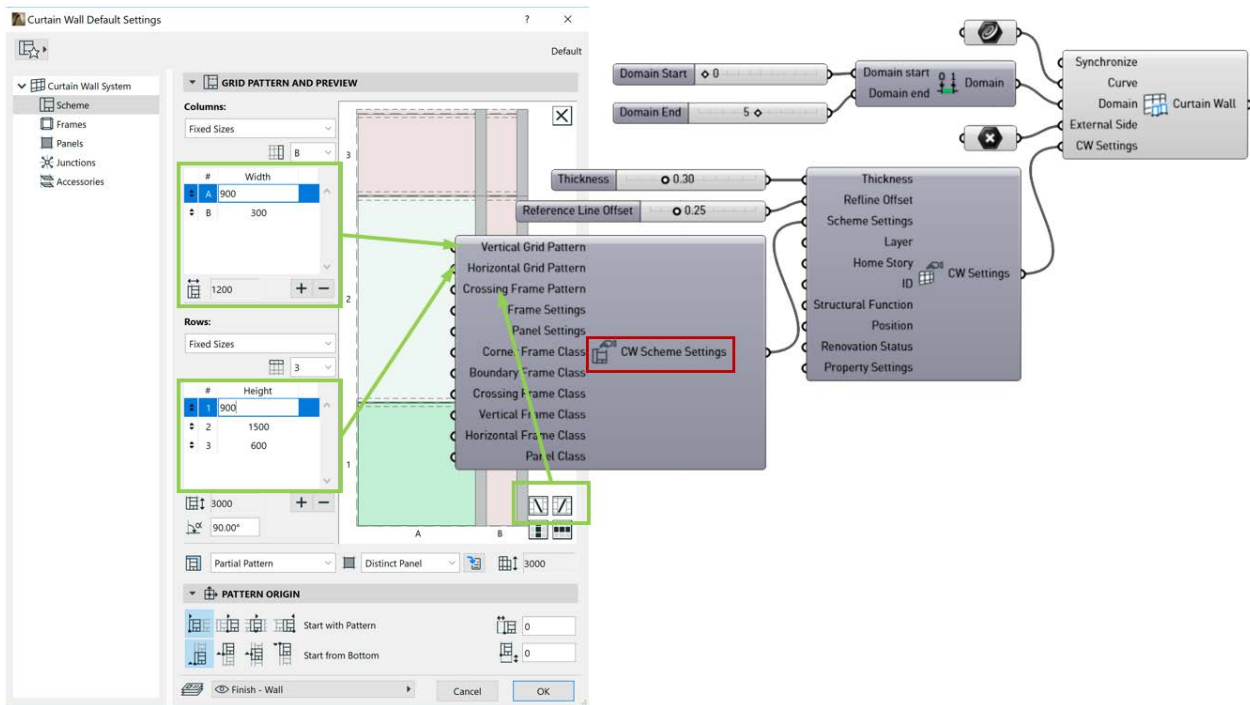 Curtain Wall Default Settings
?
Default
Curtain Wall System
Scheme
Frames
Panels
Junctions
Accessories
GRID PATTERN AND PREVIEW
Columns:
Fixed Sizes
B
# Width
A 900
B 300
1200
Rows:
Fixed Sizes
3
# Height
1 900
2 1500
3 600
3000
α
90.00°
3
2
1
A B
Partial Pattern
Distinct Panel
3000
PATTERN ORIGIN
Start with Pattern
0
Start from Bottom
0
Finish - Wall
Cancel
OK
Domain Start 0
Domain End 5
Domain start
Domain end
0 1
Domain
Synchronize
Curve
Domain
External Side
CW Settings
Curtain Wall
Thickness 0.30
Reference Line Offset 0.25
Thickness
Refline Offset
Scheme Settings
Layer
Home Story
ID
Structural Function
Position
Renovation Status
Property Settings
CW Settings
Vertical Grid Pattern
Horizontal Grid Pattern
Crossing Frame Pattern
Frame Settings
Panel Settings
Corner Frame Class
Boundary Frame Class
Crossing Frame Class
Vertical Frame Class
Horizontal Frame Class
Panel Class
CW Scheme Settings